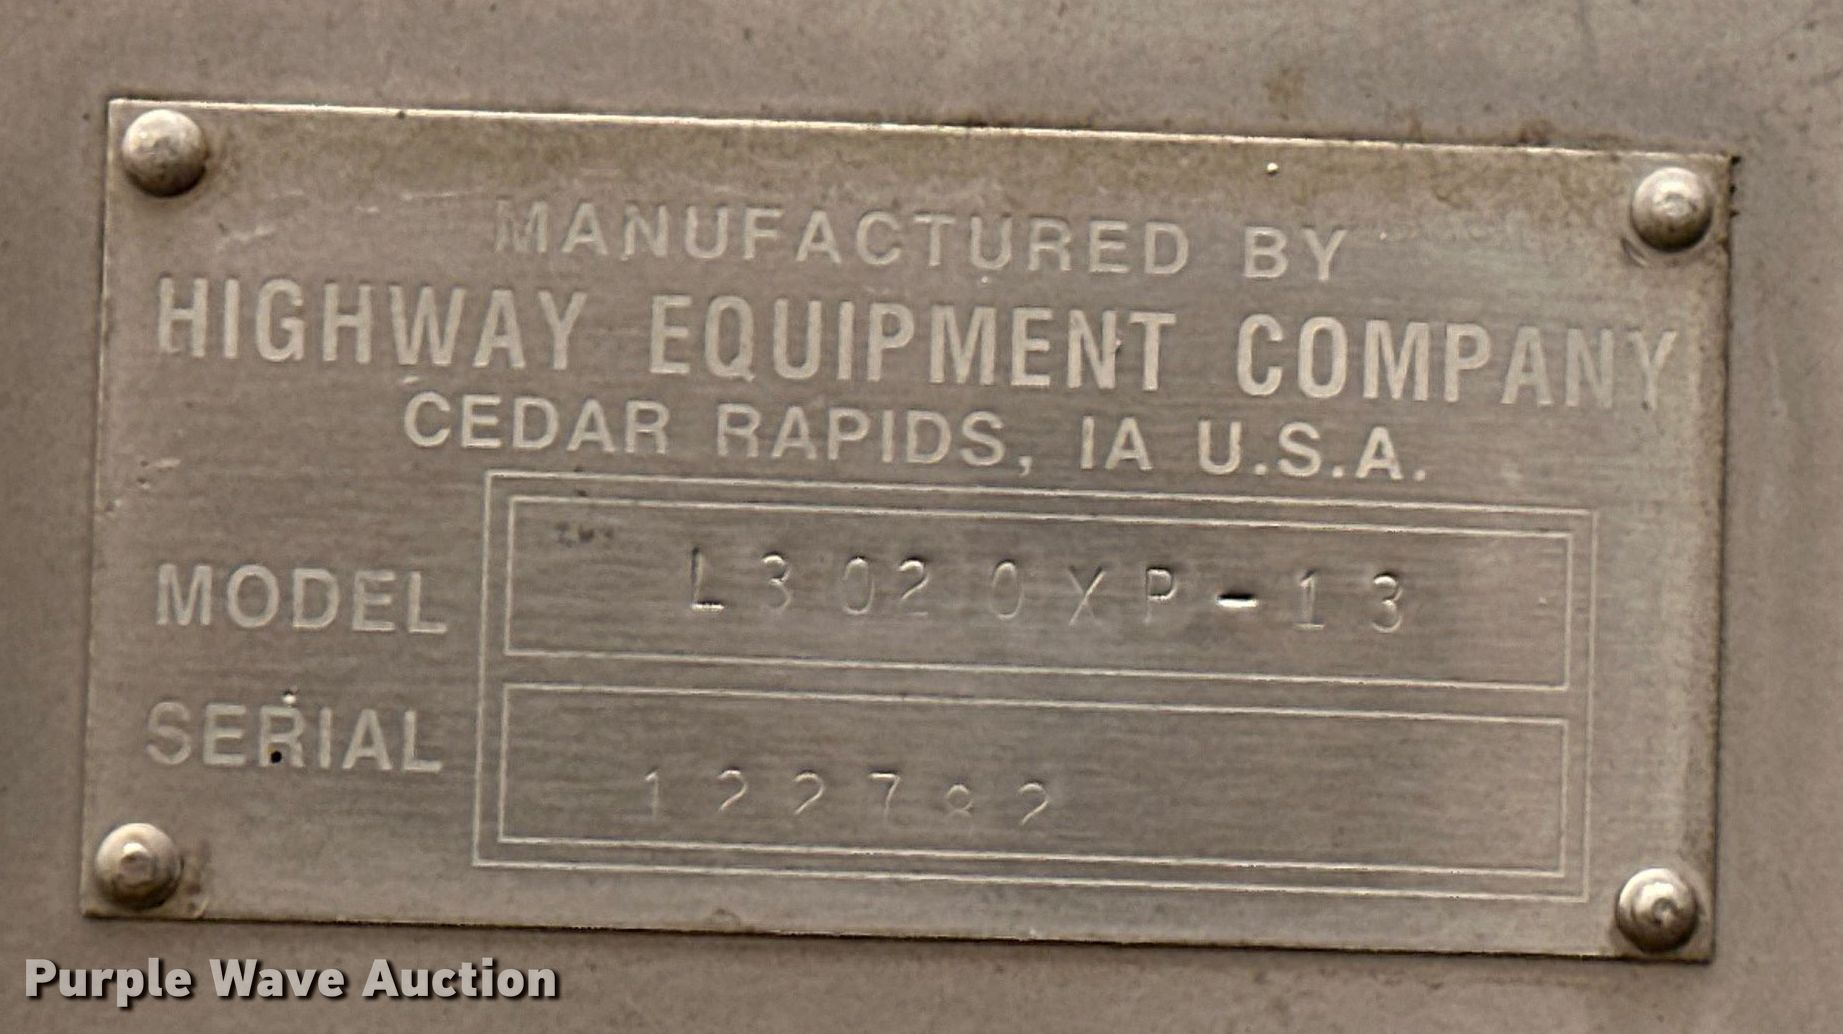 MANUFACTURED BY
HIGHWAY EQUIPMENT COMPANY
CEDAR RAPIDS, IA U.S.A.
MODEL L3020XP-13
SERIAL 122782
Purple Wave Auction